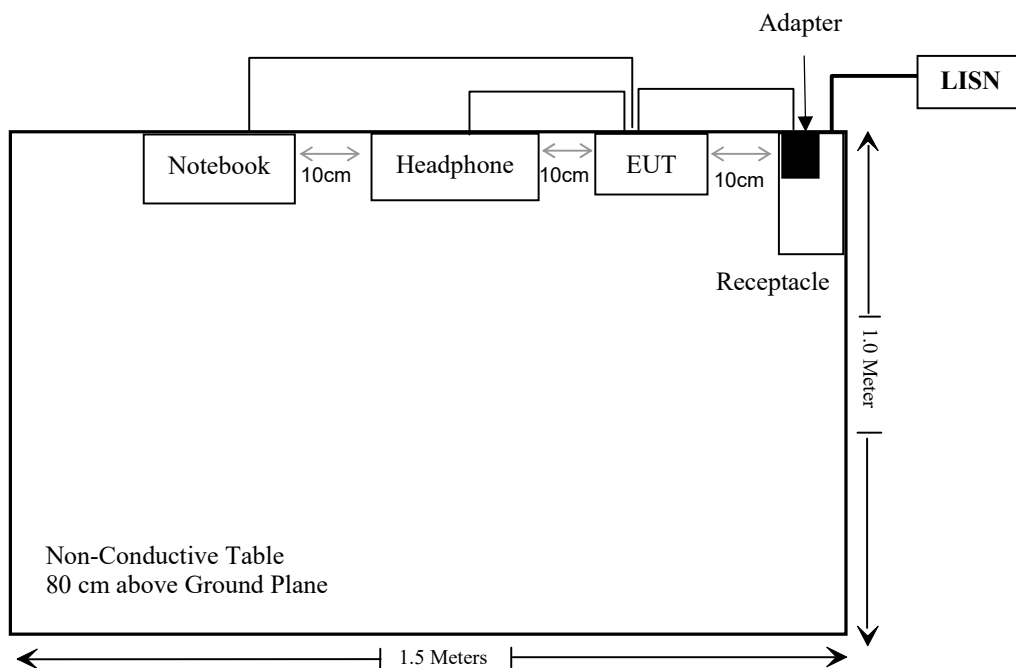 Adapter
LISN
Notebook
10cm
Headphone
10cm
EUT
10cm
Receptacle
1.0 Meter
Non-Conductive Table
80 cm above Ground Plane
1.5 Meters